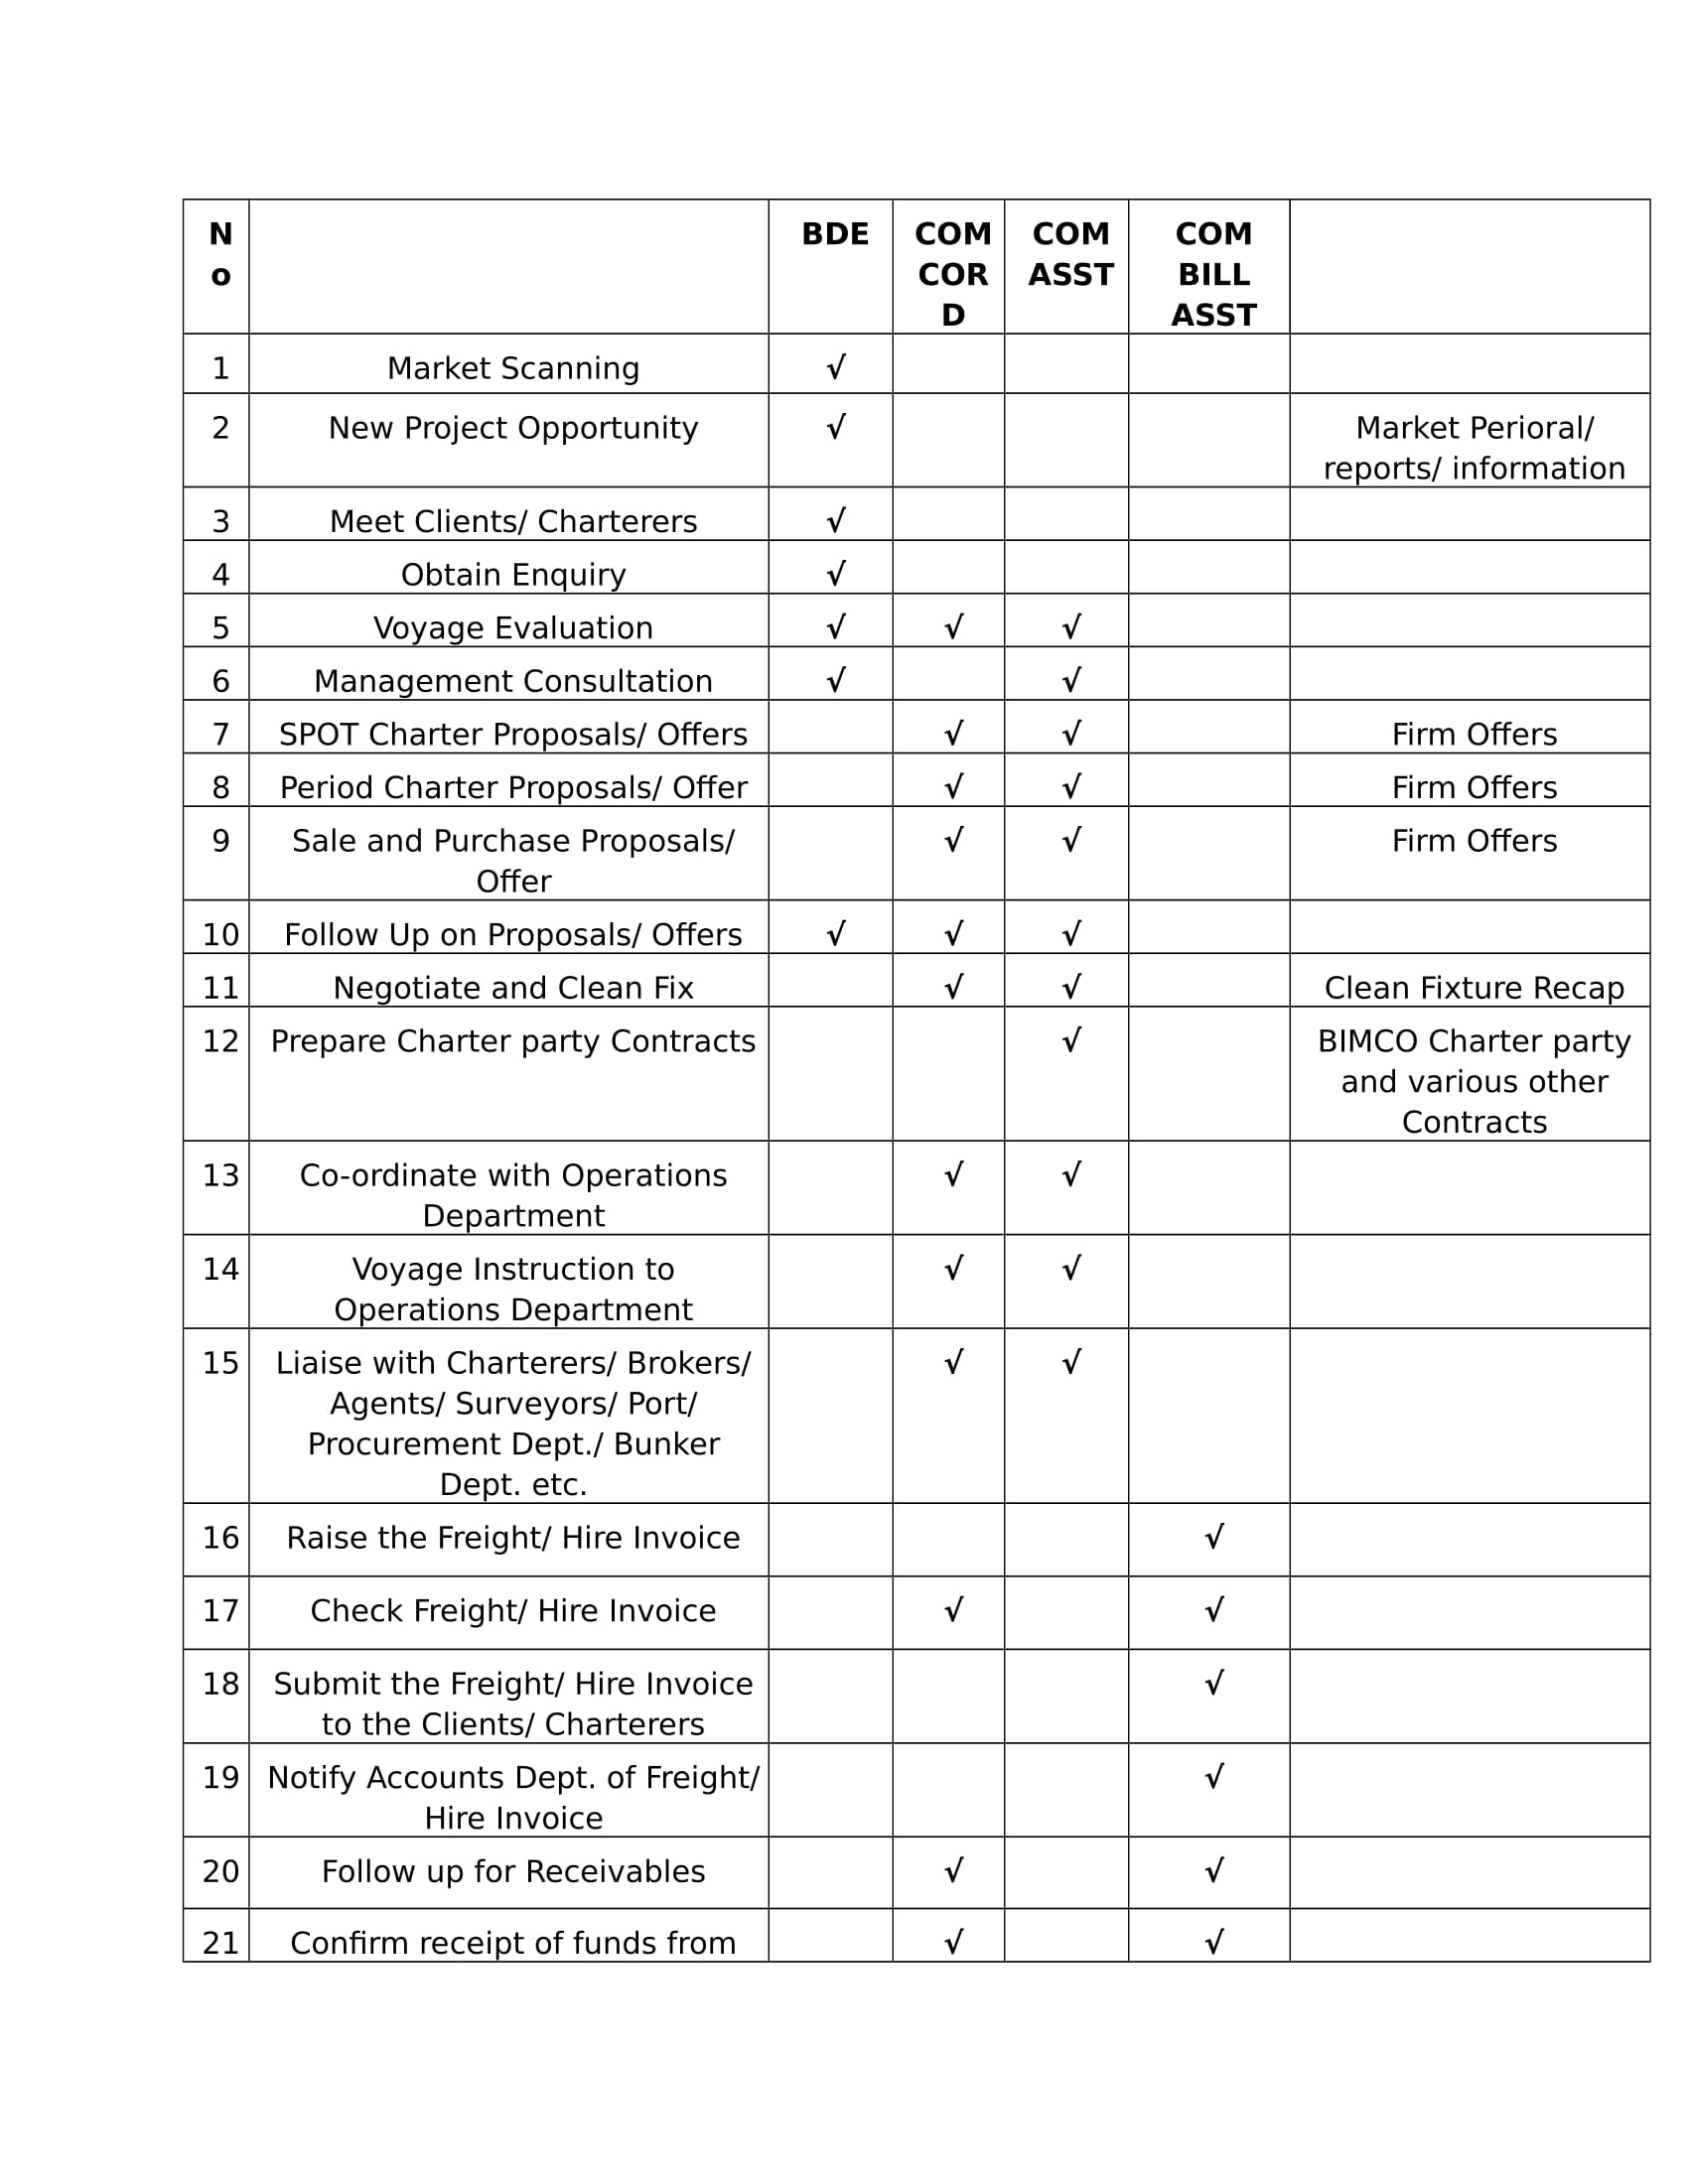 N BDE COM COM COM
o COR ASST BILL
D ASST
1 Market Scanning √
2 New Project Opportunity √ Market Perioral/
reports/ information
3 Meet Clients/ Charterers √
4 Obtain Enquiry √
5 Voyage Evaluation √ √ √
6 Management Consultation √ √
7 SPOT Charter Proposals/ Offers √ √ Firm Offers
8 Period Charter Proposals/ Offer √ √ Firm Offers
9 Sale and Purchase Proposals/ √ √ Firm Offers
Offer
10 Follow Up on Proposals/ Offers √ √ √
11 Negotiate and Clean Fix √ √ Clean Fixture Recap
12 Prepare Charter party Contracts √ BIMCO Charter party
and various other
Contracts
13 Co-ordinate with Operations √ √
Department
14 Voyage Instruction to √ √
Operations Department
15 Liaise with Charterers/ Brokers/ √ √
Agents/ Surveyors/ Port/
Procurement Dept./ Bunker
Dept. etc.
16 Raise the Freight/ Hire Invoice √
17 Check Freight/ Hire Invoice √ √
18 Submit the Freight/ Hire Invoice √
to the Clients/ Charterers
19 Notify Accounts Dept. of Freight/ √
Hire Invoice
20 Follow up for Receivables √ √
21 Confirm receipt of funds from √ √